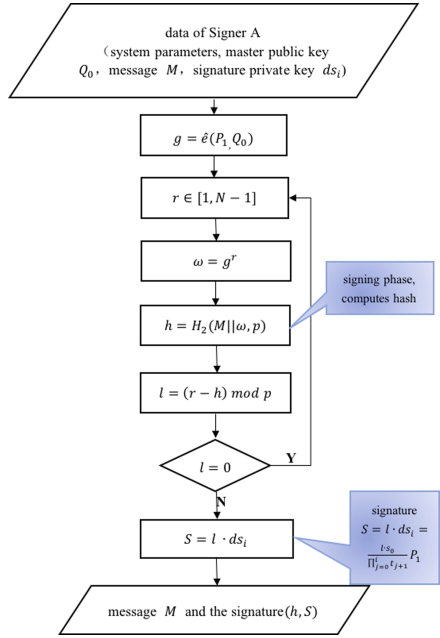 data of Signer A
（system parameters, master public key
Q₀，message M，signature private key dsᵢ）
g = ê(P₁, Q₀)
r ∈ [1, N − 1]
ω = gʳ
signing phase,
computes hash
h = H₂(M||ω, p)
l = (r − h) mod p
l = 0
Y
N
S = l · dsᵢ
signature
S = l · dsᵢ =
l·s₀
∏ⁱⱼ₌₀ tⱼ₊₁ P₁
message M and the signature(h, S)